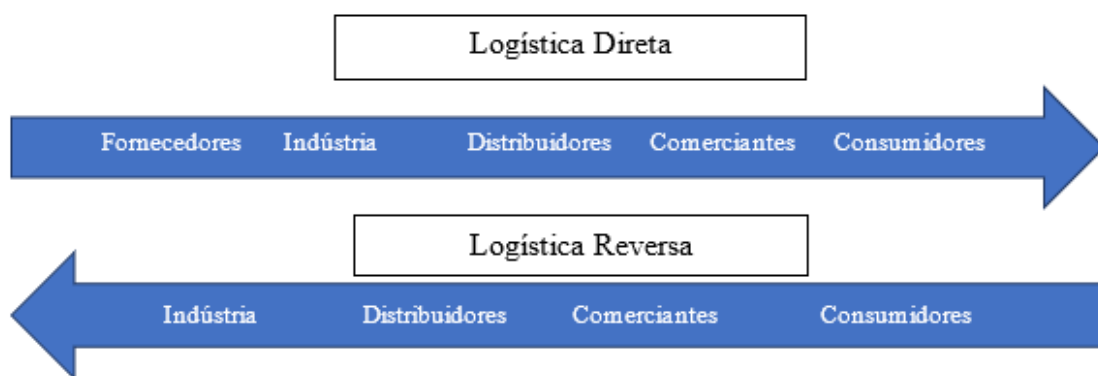 Logística Direta
Fornecedores Indústria Distribuidores Comerciantes Consumidores
Logística Reversa
Indústria Distribuidores Comerciantes Consumidores